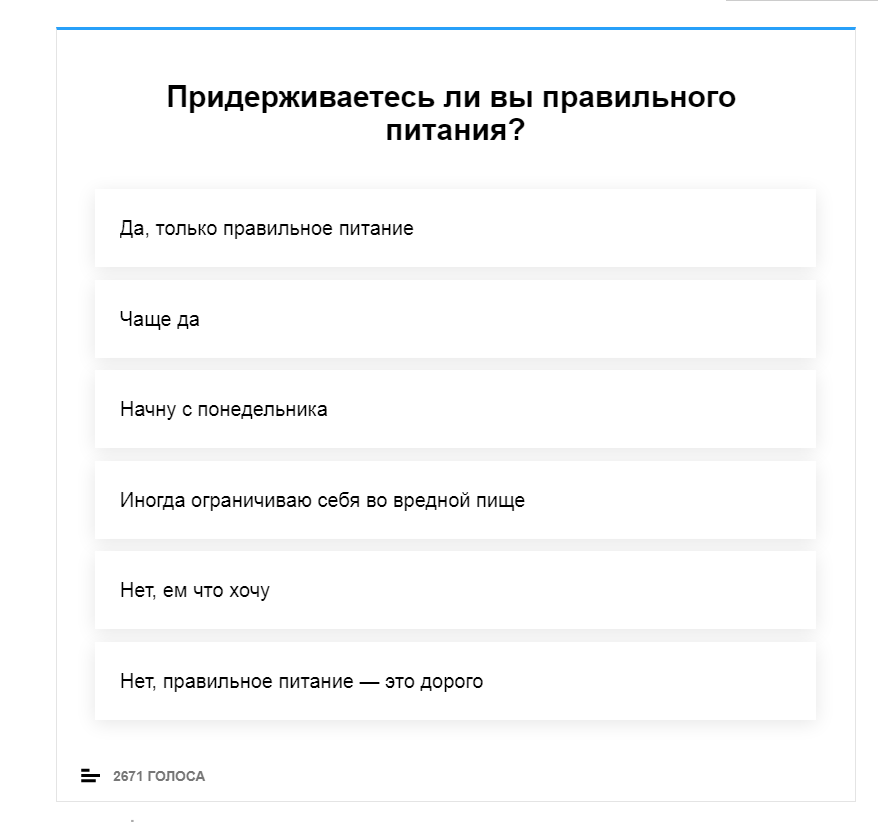 Придерживаетесь ли вы правильного
питания?
Да, только правильное питание
Чаще да
Начну с понедельника
Иногда ограничиваю себя во вредной пище
Нет, ем что хочу
Нет, правильное питание — это дорого
2671 ГОЛОСА